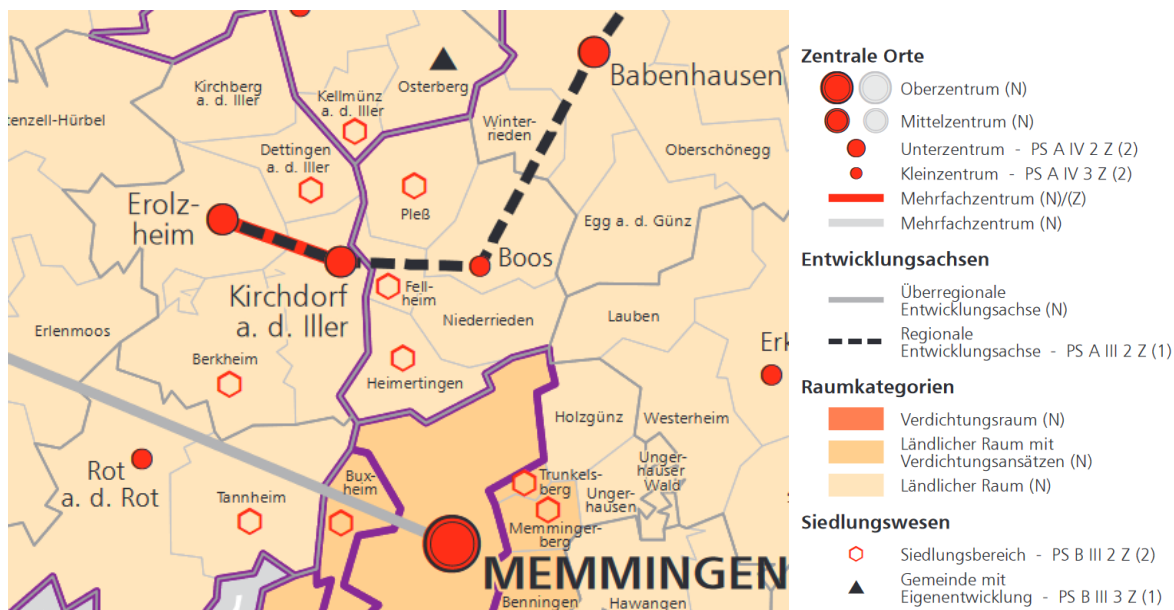 Babenhausen
Osterberg
Kirchberg
a. d. Iller
Kellmünz
a. d. Iller
tenzell-Hürbel
Winter-
rieden
Dettingen
a. d. Iller
Oberschönegg
Erolz-
heim
Pleß
Egg a. d. Günz
Boos
Kirchdorf
a. d. Iller
Fell-
heim
Niederrieden
Lauben
Erlenmoos
Erk
Berkheim
Heimertingen
Holzgünz
Westerheim
Rot
a. d. Rot
Bux-
heim
Trunkels-
berg
Unger-
hauser
Wald
Tannheim
Unger-
hausen
Memminger-
berg
MEMMINGEN
Benningen
Hawangen
Zentrale Orte
Oberzentrum (N)
Mittelzentrum (N)
Unterzentrum - PS A IV 2 Z (2)
Kleinzentrum - PS A IV 3 Z (2)
Mehrfachzentrum (N)/(Z)
Mehrfachzentrum (N)
Entwicklungsachsen
Überregionale
Entwicklungsachse (N)
Regionale
Entwicklungsachse - PS A III 2 Z (1)
Raumkategorien
Verdichtungsraum (N)
Ländlicher Raum mit
Verdichtungsansätzen (N)
Ländlicher Raum (N)
Siedlungswesen
Siedlungsbereich - PS B III 2 Z (2)
Gemeinde mit
Eigenentwicklung - PS B III 3 Z (1)